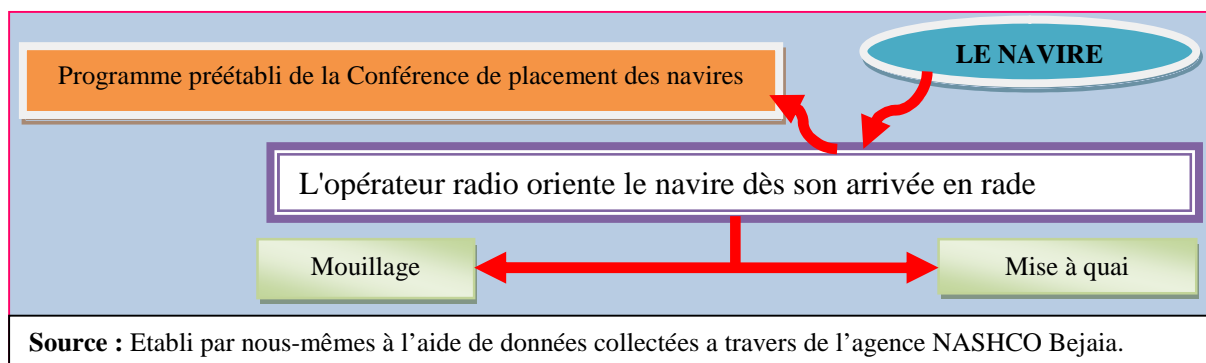 Programme préétabli de la Conférence de placement des navires
LE NAVIRE
L'opérateur radio oriente le navire dès son arrivée en rade
Mouillage
Mise à quai
Source : Etabli par nous-mêmes à l’aide de données collectées a travers de l’agence NASHCO Bejaia.